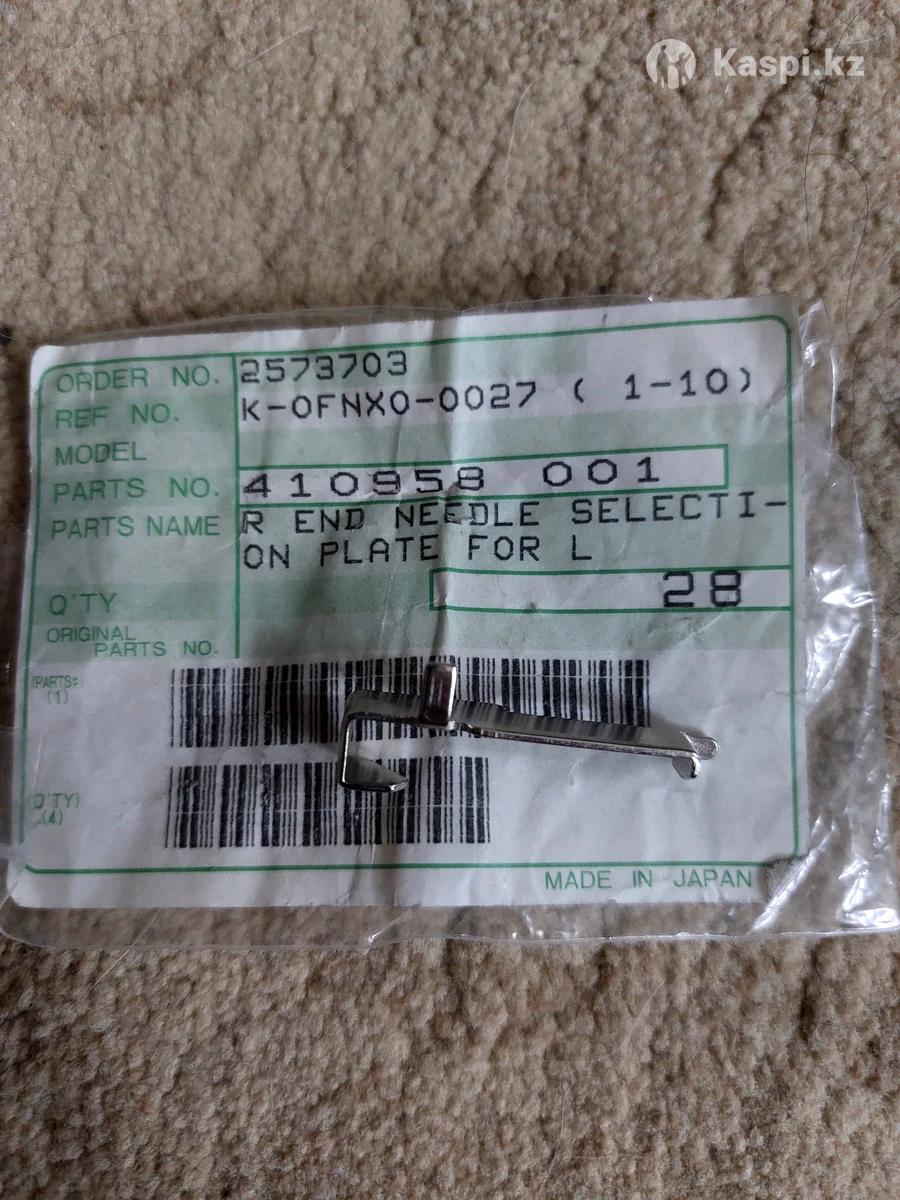 Kaspi.kz
ORDER NO. 2573703
REF NO. K-0FNX0-0027 ( 1-10)
MODEL
PARTS NO. 410958 001
PARTS NAME R END NEEDLE SELECTI-
ON PLATE FOR L
Q'TY 28
ORIGINAL
PARTS NO.
(PARTS#)
(1)
(Q'TY)
(4)
MADE IN JAPAN